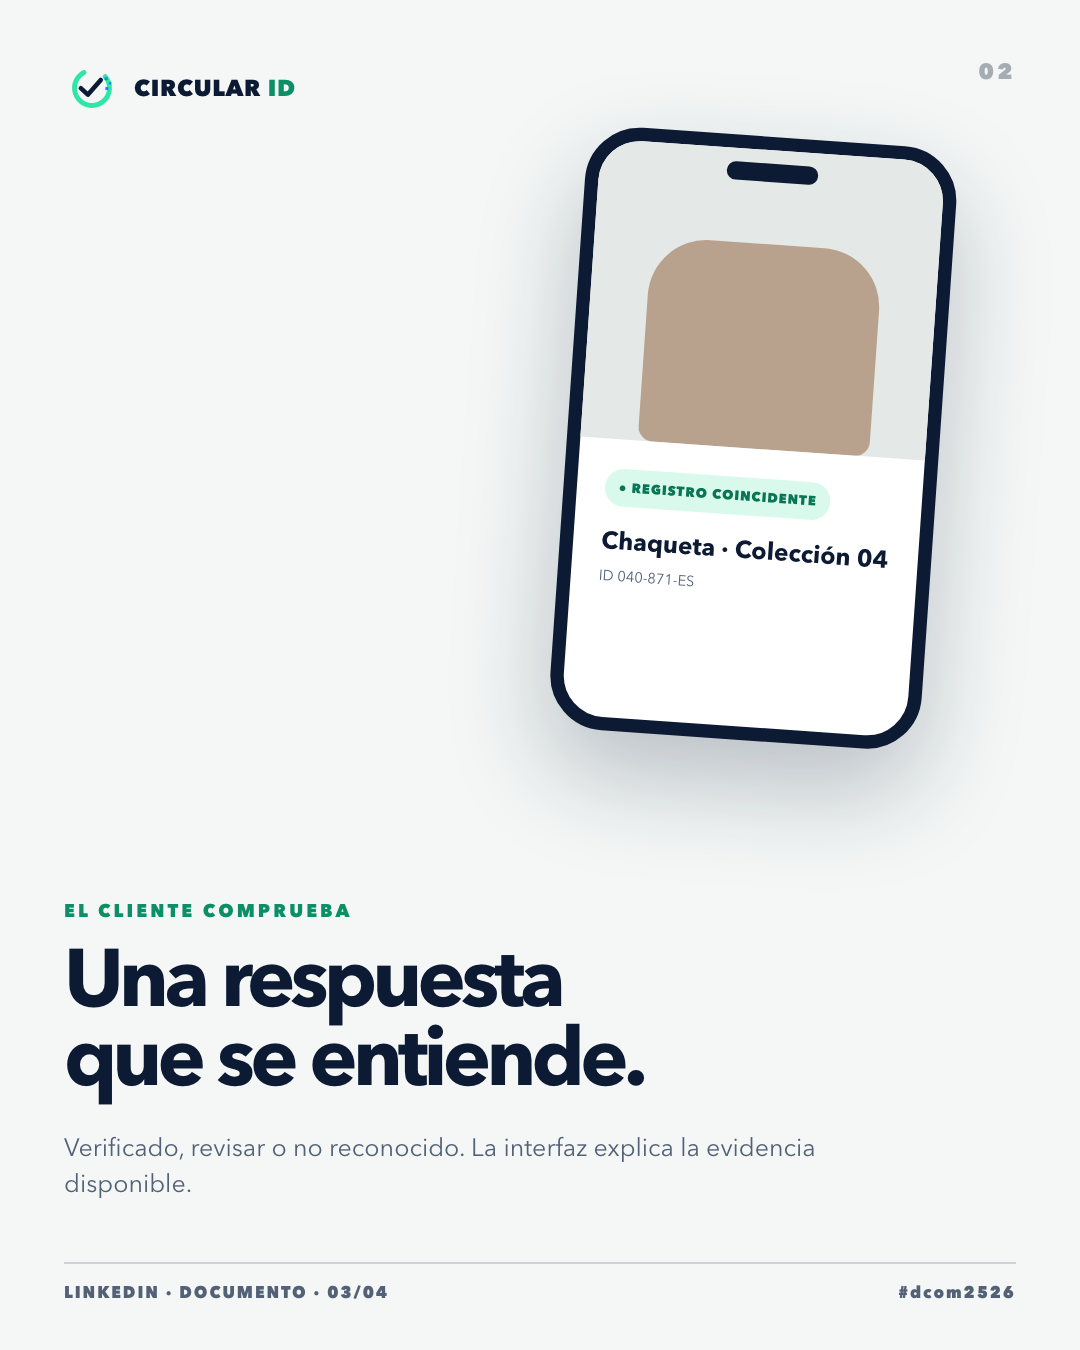 CIRCULAR ID
02
• REGISTRO COINCIDENTE
Chaqueta · Colección 04
ID 040-871-ES
EL CLIENTE COMPRUEBA
Una respuesta
que se entiende.
Verificado, revisar o no reconocido. La interfaz explica la evidencia
disponible.
LINKEDIN · DOCUMENTO · 03/04
#dcom2526